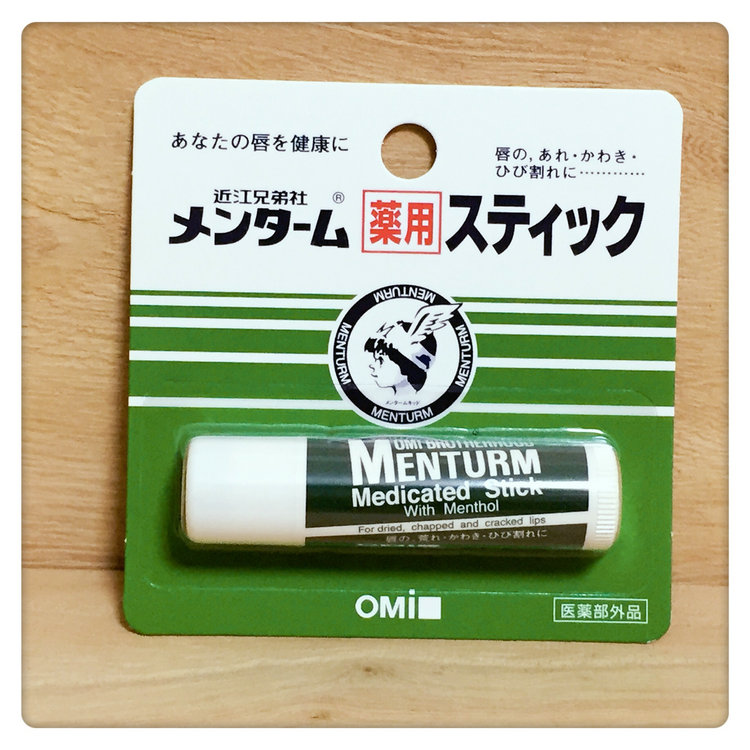 あなたの唇を健康に
唇の,あれ・かわき・
ひび割れに…………
近江兄弟社
メンターム® 薬用 スティック
MENTURM
MENTURM
MENTURM
MENTURM
メンタームキッド
OMI BROTHERHOOD
MENTURM
Medicated Stick
With Menthol
For dried, chapped and cracked lips
唇の,荒れ・かわき・ひび割れに
OMi
医薬部外品